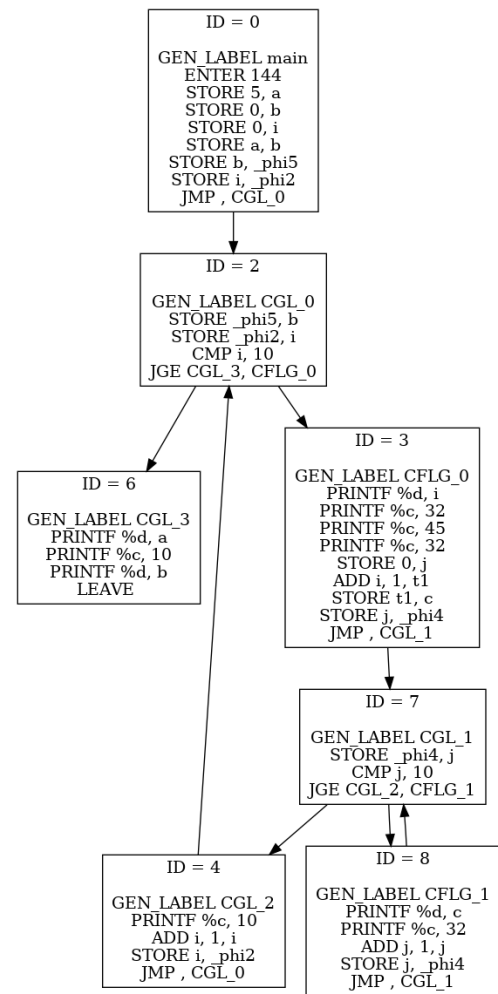 ID = 0
GEN_LABEL main
ENTER 144
STORE 5, a
STORE 0, b
STORE 0, i
STORE a, b
STORE b, _phi5
STORE i, _phi2
JMP , CGL_0
ID = 2
GEN_LABEL CGL_0
STORE _phi5, b
STORE _phi2, i
CMP i, 10
JGE CGL_3, CFLG_0
ID = 6
GEN_LABEL CGL_3
PRINTF %d, a
PRINTF %c, 10
PRINTF %d, b
LEAVE
ID = 3
GEN_LABEL CFLG_0
PRINTF %d, i
PRINTF %c, 32
PRINTF %c, 45
PRINTF %c, 32
STORE 0, j
ADD i, 1, t1
STORE t1, c
STORE j, _phi4
JMP , CGL_1
ID = 7
GEN_LABEL CGL_1
STORE _phi4, j
CMP j, 10
JGE CGL_2, CFLG_1
ID = 4
GEN_LABEL CGL_2
PRINTF %c, 10
ADD i, 1, i
STORE i, _phi2
JMP , CGL_0
ID = 8
GEN_LABEL CFLG_1
PRINTF %d, c
PRINTF %c, 32
ADD j, 1, j
STORE j, _phi4
JMP , CGL_1